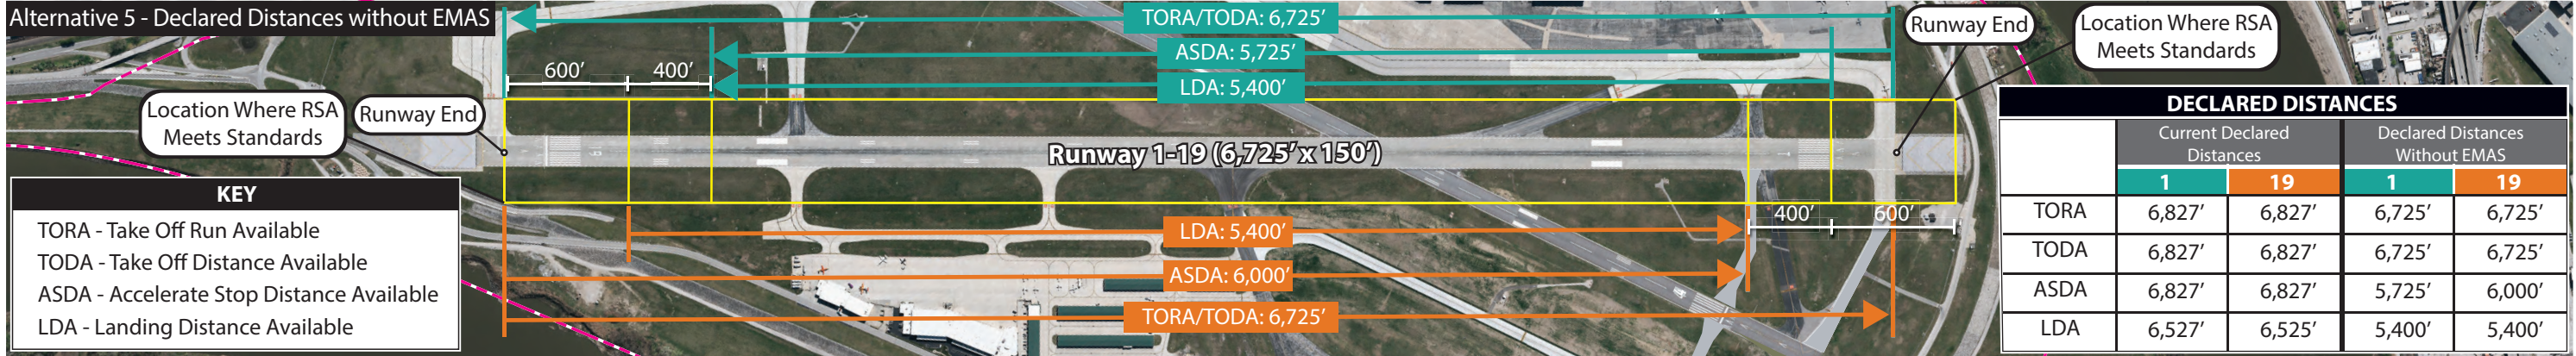 Alternative 5 - Declared Distances without EMAS
TORA/TODA: 6,725’
ASDA: 5,725’
LDA: 5,400’
600’
400’
Location Where RSA
Meets Standards
Runway End
Runway End
Location Where RSA
Meets Standards
Runway 1-19 (6,725’ x 150’)
KEY
TORA - Take Off Run Available
TODA - Take Off Distance Available
ASDA - Accelerate Stop Distance Available
LDA - Landing Distance Available
LDA: 5,400’
ASDA: 6,000’
TORA/TODA: 6,725’
400’
600’
DECLARED DISTANCES
Current Declared
Distances
Declared Distances
Without EMAS
1 19 1 19
TORA 6,827’ 6,827’ 6,725’ 6,725’
TODA 6,827’ 6,827’ 6,725’ 6,725’
ASDA 6,827’ 6,827’ 5,725’ 6,000’
LDA 6,527’ 6,525’ 5,400’ 5,400’